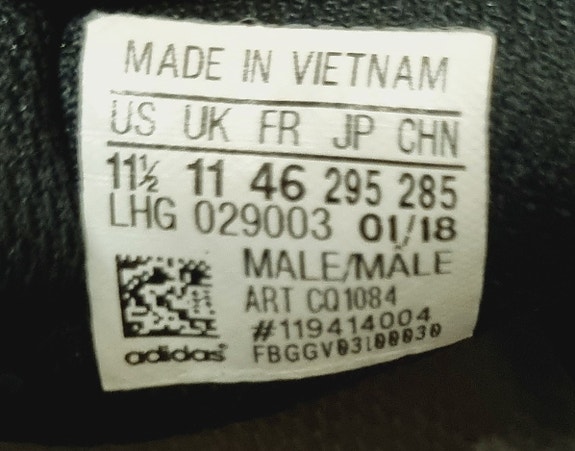 MADE IN VIETNAM
US UK FR JP CHN
11½ 11 46 295 285
LHG 029003 01/18
MALE/MÂLE
ART CQ1084
#119414004
adidas FBGGV03100030